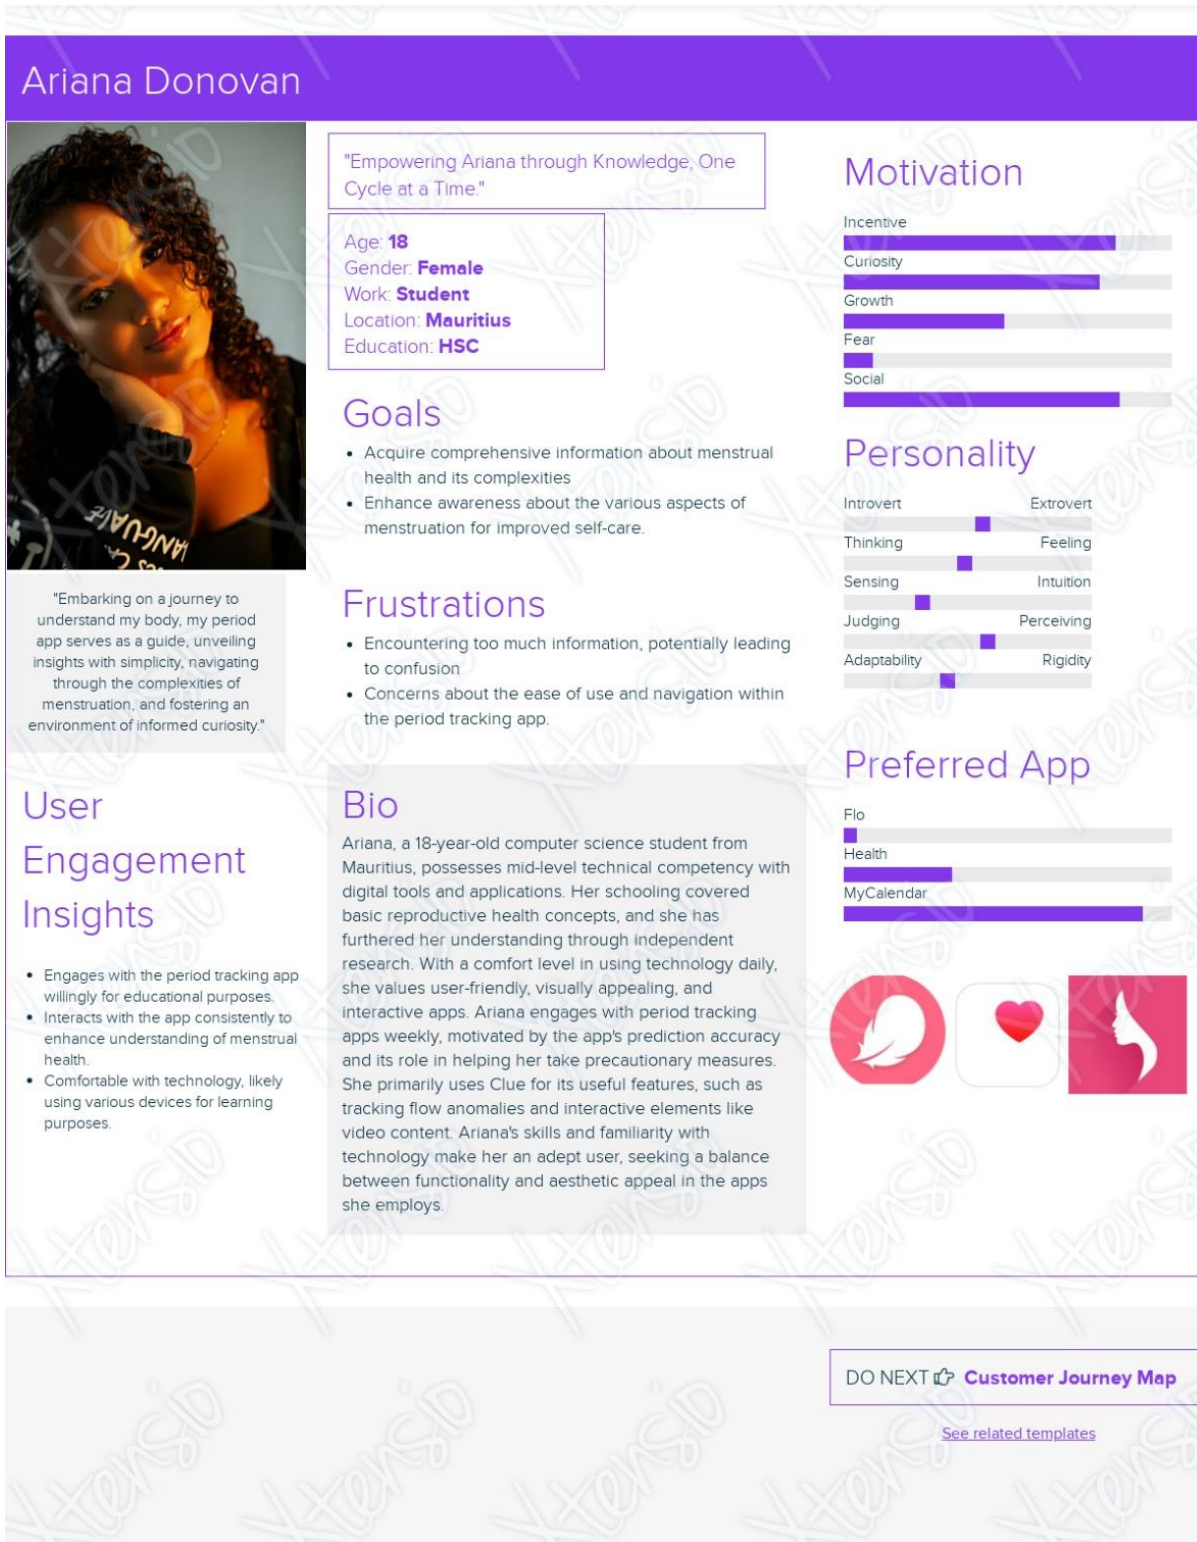 Ariana Donovan
"Empowering Ariana through Knowledge, One
Cycle at a Time."
Age: 18
Gender: Female
Work: Student
Location: Mauritius
Education: HSC
Goals
• Acquire comprehensive information about menstrual
health and its complexities
• Enhance awareness about the various aspects of
menstruation for improved self-care.
Frustrations
• Encountering too much information, potentially leading
to confusion
• Concerns about the ease of use and navigation within
the period tracking app.
"Embarking on a journey to
understand my body, my period
app serves as a guide, unveiling
insights with simplicity, navigating
through the complexities of
menstruation, and fostering an
environment of informed curiosity."
User
Engagement
Insights
• Engages with the period tracking app
willingly for educational purposes.
• Interacts with the app consistently to
enhance understanding of menstrual
health.
• Comfortable with technology, likely
using various devices for learning
purposes.
Bio
Ariana, a 18-year-old computer science student from
Mauritius, possesses mid-level technical competency with
digital tools and applications. Her schooling covered
basic reproductive health concepts, and she has
furthered her understanding through independent
research. With a comfort level in using technology daily,
she values user-friendly, visually appealing, and
interactive apps. Ariana engages with period tracking
apps weekly, motivated by the app's prediction accuracy
and its role in helping her take precautionary measures.
She primarily uses Clue for its useful features, such as
tracking flow anomalies and interactive elements like
video content. Ariana's skills and familiarity with
technology make her an adept user, seeking a balance
between functionality and aesthetic appeal in the apps
she employs.
Motivation
Incentive
Curiosity
Growth
Fear
Social
Personality
Introvert Extrovert
Thinking Feeling
Sensing Intuition
Judging Perceiving
Adaptability Rigidity
Preferred App
Flo
Health
MyCalendar
DO NEXT Customer Journey Map
See related templates
Xtensio